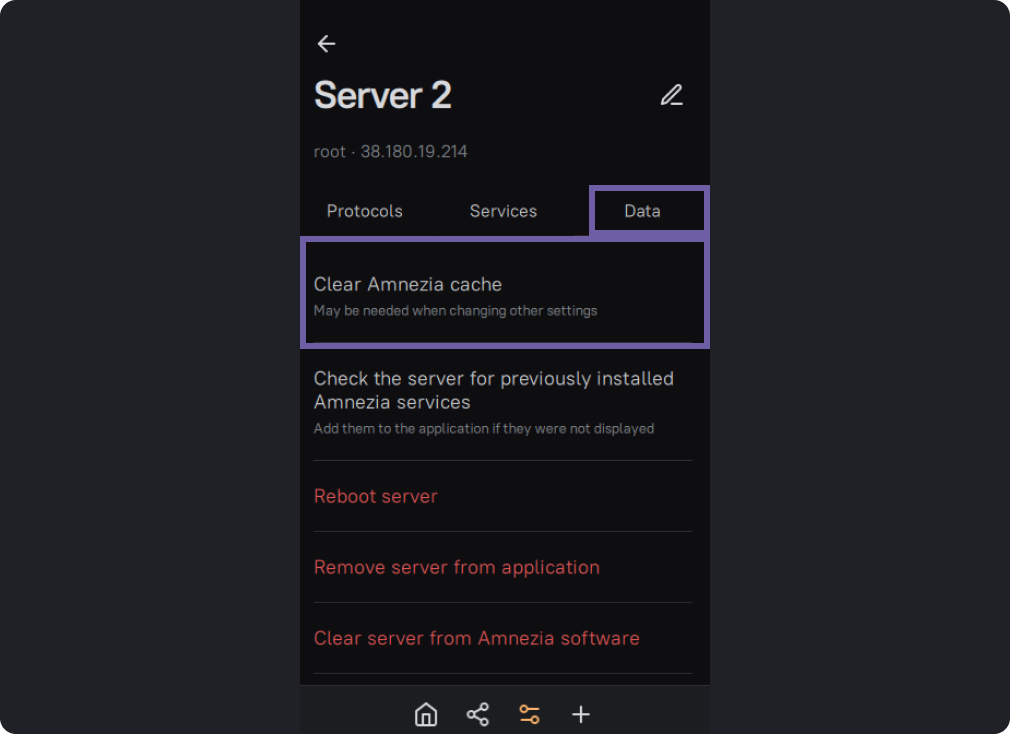 Server 2
root · 38.180.19.214
Protocols Services Data
Clear Amnezia cache
May be needed when changing other settings
Check the server for previously installed
Amnezia services
Add them to the application if they were not displayed
Reboot server
Remove server from application
Clear server from Amnezia software